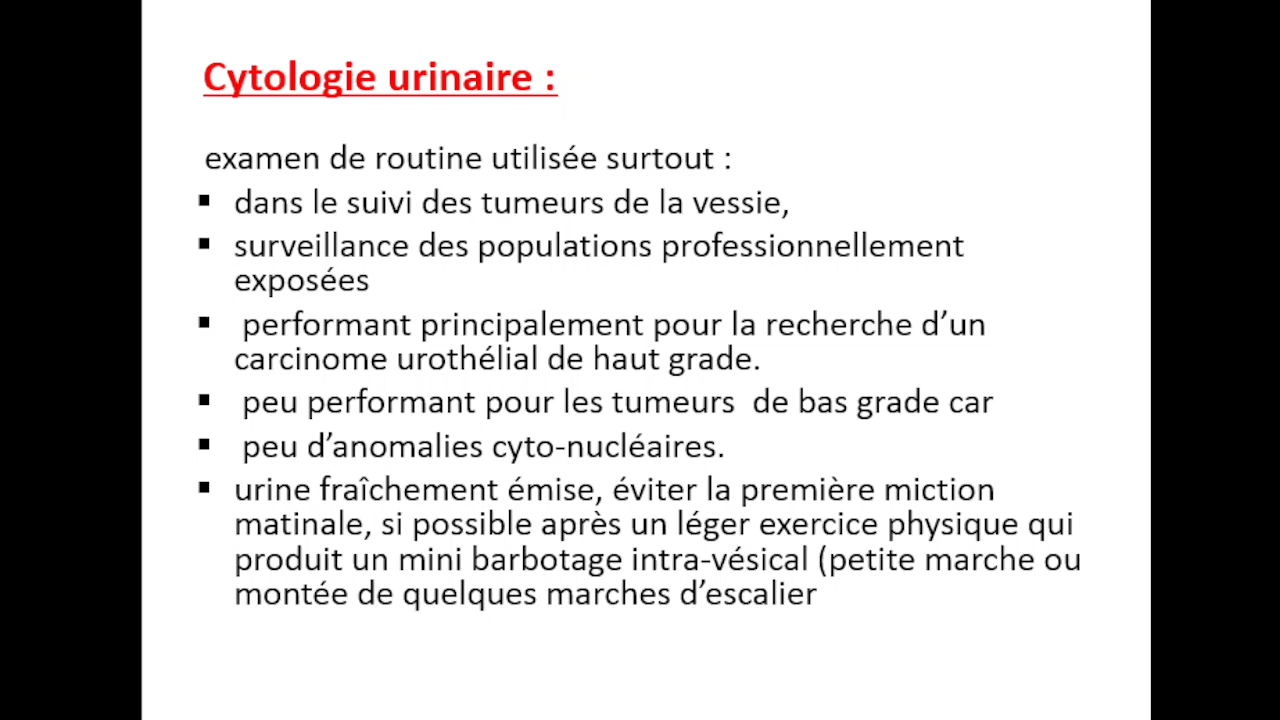 Cytologie urinaire :
examen de routine utilisée surtout :
▪ dans le suivi des tumeurs de la vessie,
▪ surveillance des populations professionnellement
exposées
▪ performant principalement pour la recherche d’un
carcinome urothélial de haut grade.
▪ peu performant pour les tumeurs  de bas grade car
▪ peu d’anomalies cyto-nucléaires.
▪ urine fraîchement émise, éviter la première miction
matinale, si possible après un léger exercice physique qui
produit un mini barbotage intra-vésical (petite marche ou
montée de quelques marches d’escalier